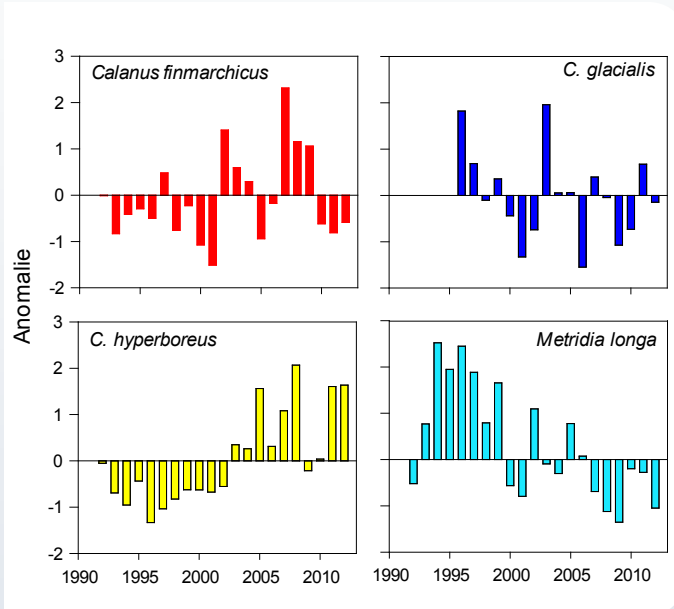 3
Calanus finmarchicus
C. glacialis
2
1
0
-1
-2
Anomalie
3
C. hyperboreus
Metridia longa
2
1
0
-1
-2
1990 1995 2000 2005 2010 1990 1995 2000 2005 2010